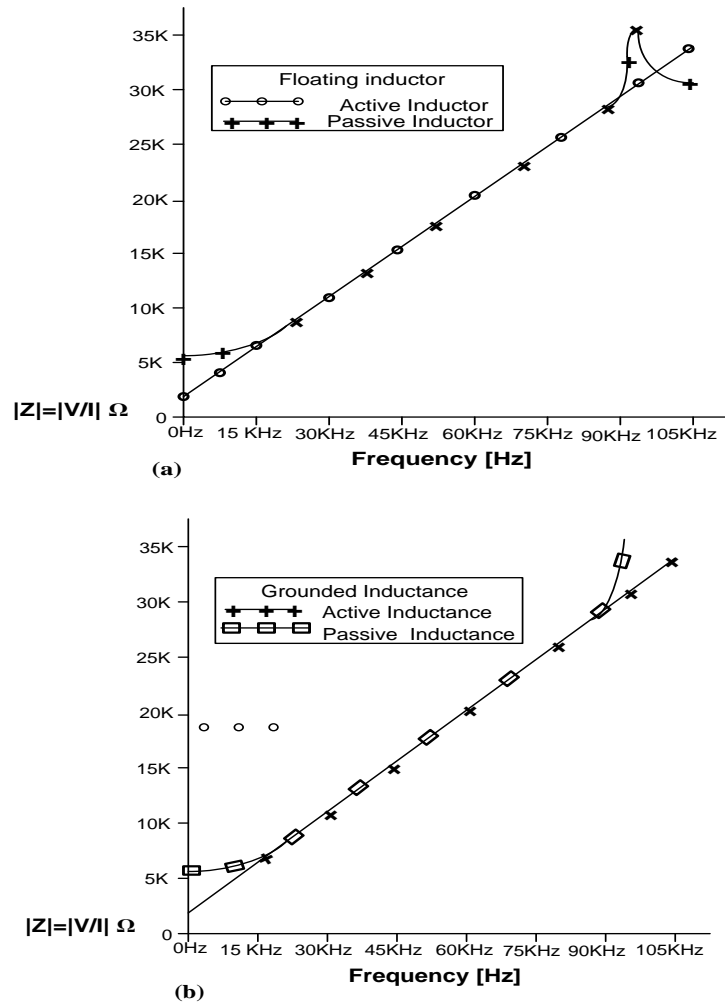 35K
Floating inductor
30K
Active Inductor
Passive Inductor
25K
20K
15K
10K
5K
|Z|=|V/I| Ω
0
0Hz 15 KHz 30KHz 45KHz 60KHz 75KHz 90KHz 105KHz
Frequency [Hz]
(a)
35K
Grounded Inductance
30K
Active Inductance
Passive Inductance
25K
20K
15K
10K
5K
|Z|=|V/I| Ω
0
0Hz 15 KHz 30KHz 45KHz 60KHz 75KHz 90KHz 105KHz
Frequency [Hz]
(b)